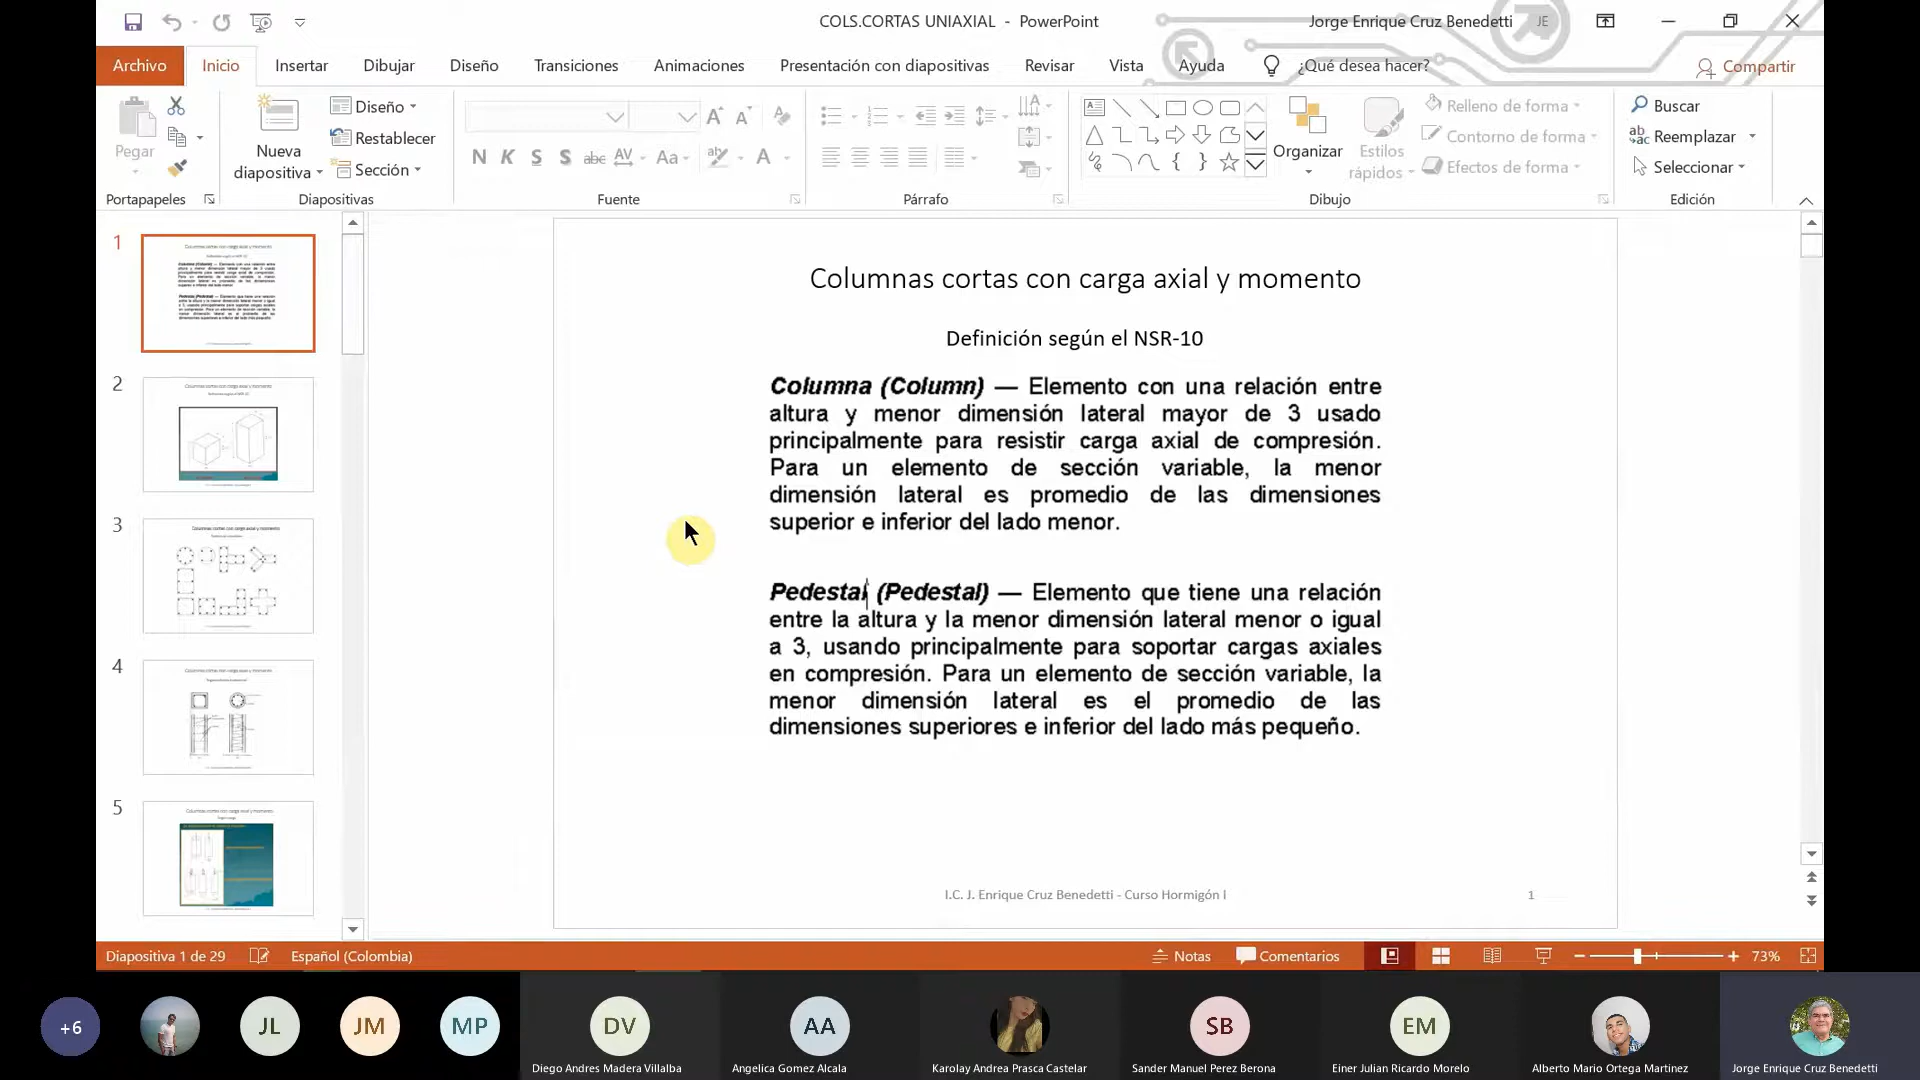 COLS.CORTAS UNIAXIAL - PowerPoint
Jorge Enrique Cruz Benedetti JE
Archivo Inicio Insertar Dibujar Diseño Transiciones Animaciones Presentación con diapositivas Revisar Vista Ayuda ¿Qué desea hacer? Compartir
Pegar
Nueva diapositiva
Diseño
Restablecer
Sección
N K S S abc AV Aa A
Organizar
Estilos rápidos
Relleno de forma
Contorno de forma
Efectos de forma
Buscar
Reemplazar
Seleccionar
Portapapeles Diapositivas Fuente Párrafo Dibujo Edición
1
2
3
4
5
Columnas cortas con carga axial y momento
Definición según el NSR-10
Columna (Column) — Elemento con una relación entre
altura y menor dimensión lateral mayor de 3 usado
principalmente para resistir carga axial de compresión.
Para un elemento de sección variable, la menor
dimensión lateral es promedio de las dimensiones
superior e inferior del lado menor.
Pedestal (Pedestal) — Elemento que tiene una relación
entre la altura y la menor dimensión lateral menor o igual
a 3, usando principalmente para soportar cargas axiales
en compresión. Para un elemento de sección variable, la
menor dimensión lateral es el promedio de las
dimensiones superiores e inferior del lado más pequeño.
I.C. J. Enrique Cruz Benedetti - Curso Hormigón I 1
Diapositiva 1 de 29 Español (Colombia) Notas Comentarios 73%
+6 JL JM MP DV AA SB EM
Diego Andres Madera Villalba Angelica Gomez Alcala Karolay Andrea Prasca Castelar Sander Manuel Perez Berona Einer Julian Ricardo Morelo Alberto Mario Ortega Martinez Jorge Enrique Cruz Benedetti